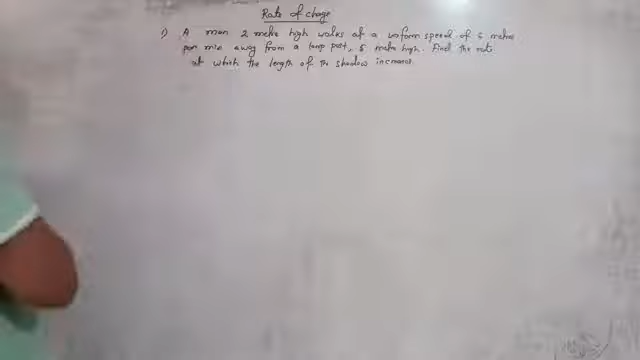 Rate of change
1) A man 2 metre high walks at a uniform speed of 6 metre
per min away from a lamp post, 5 metre high. Find the rate
at which the length of the shadow increases.